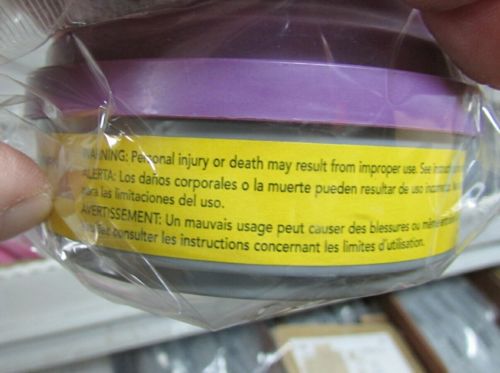 WARNING: Personal injury or death may result from improper use. See
ALERTA: Los daños corporales o la muerte pueden resultar de uso
para las limitaciones del uso.
AVERTISSEMENT: Un mauvais usage peut causer des blessures ou même
consulter les instructions concernant les limites d'utilisation.